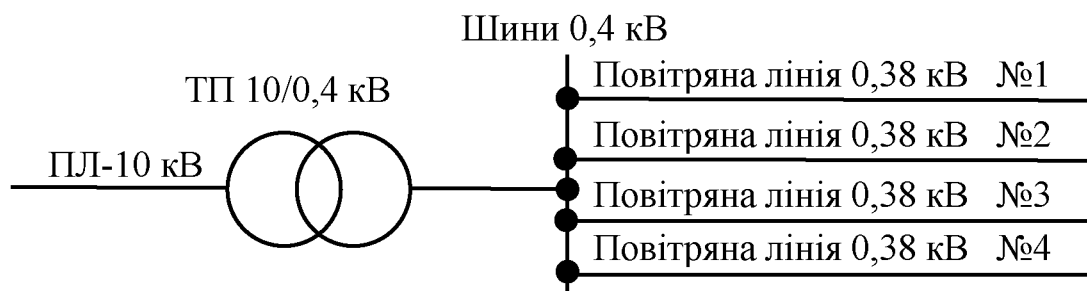 Шини 0,4 кВ
ТП 10/0,4 кВ
ПЛ-10 кВ
Повітряна лінія 0,38 кВ №1
Повітряна лінія 0,38 кВ №2
Повітряна лінія 0,38 кВ №3
Повітряна лінія 0,38 кВ №4